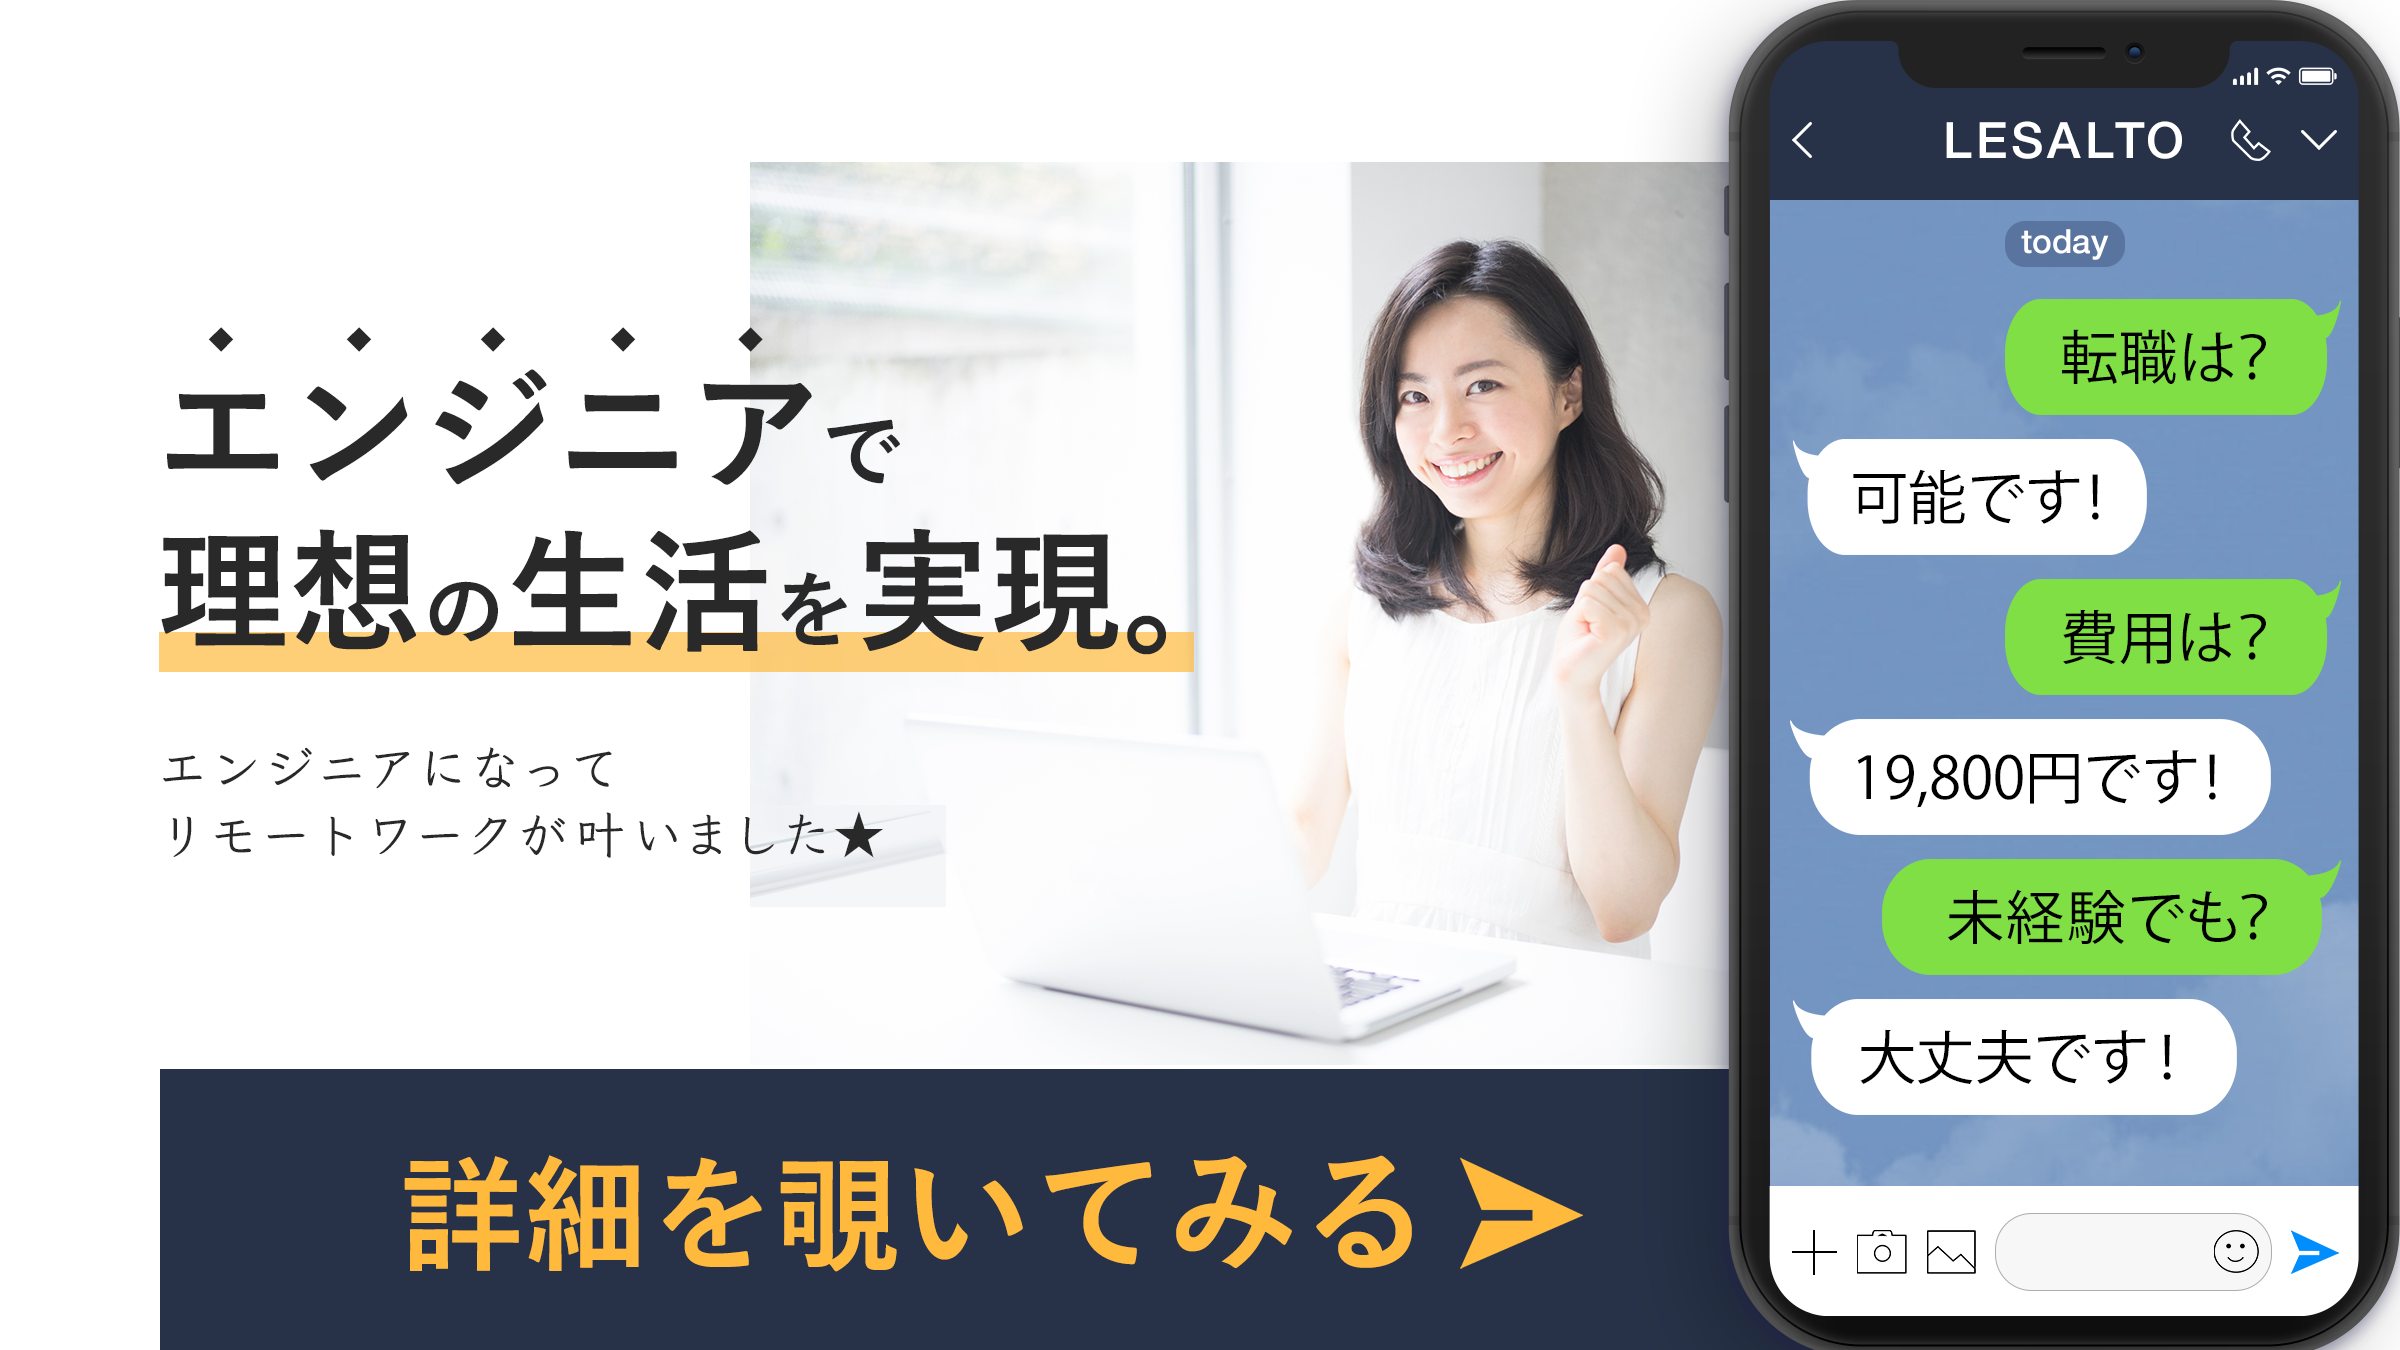 エンジニアで
理想の生活を実現。
エンジニアになって
リモートワークが叶いました★
詳細を覗いてみる
LESALTO
today
転職は？
可能です！
費用は？
19,800円です！
未経験でも？
大丈夫です！